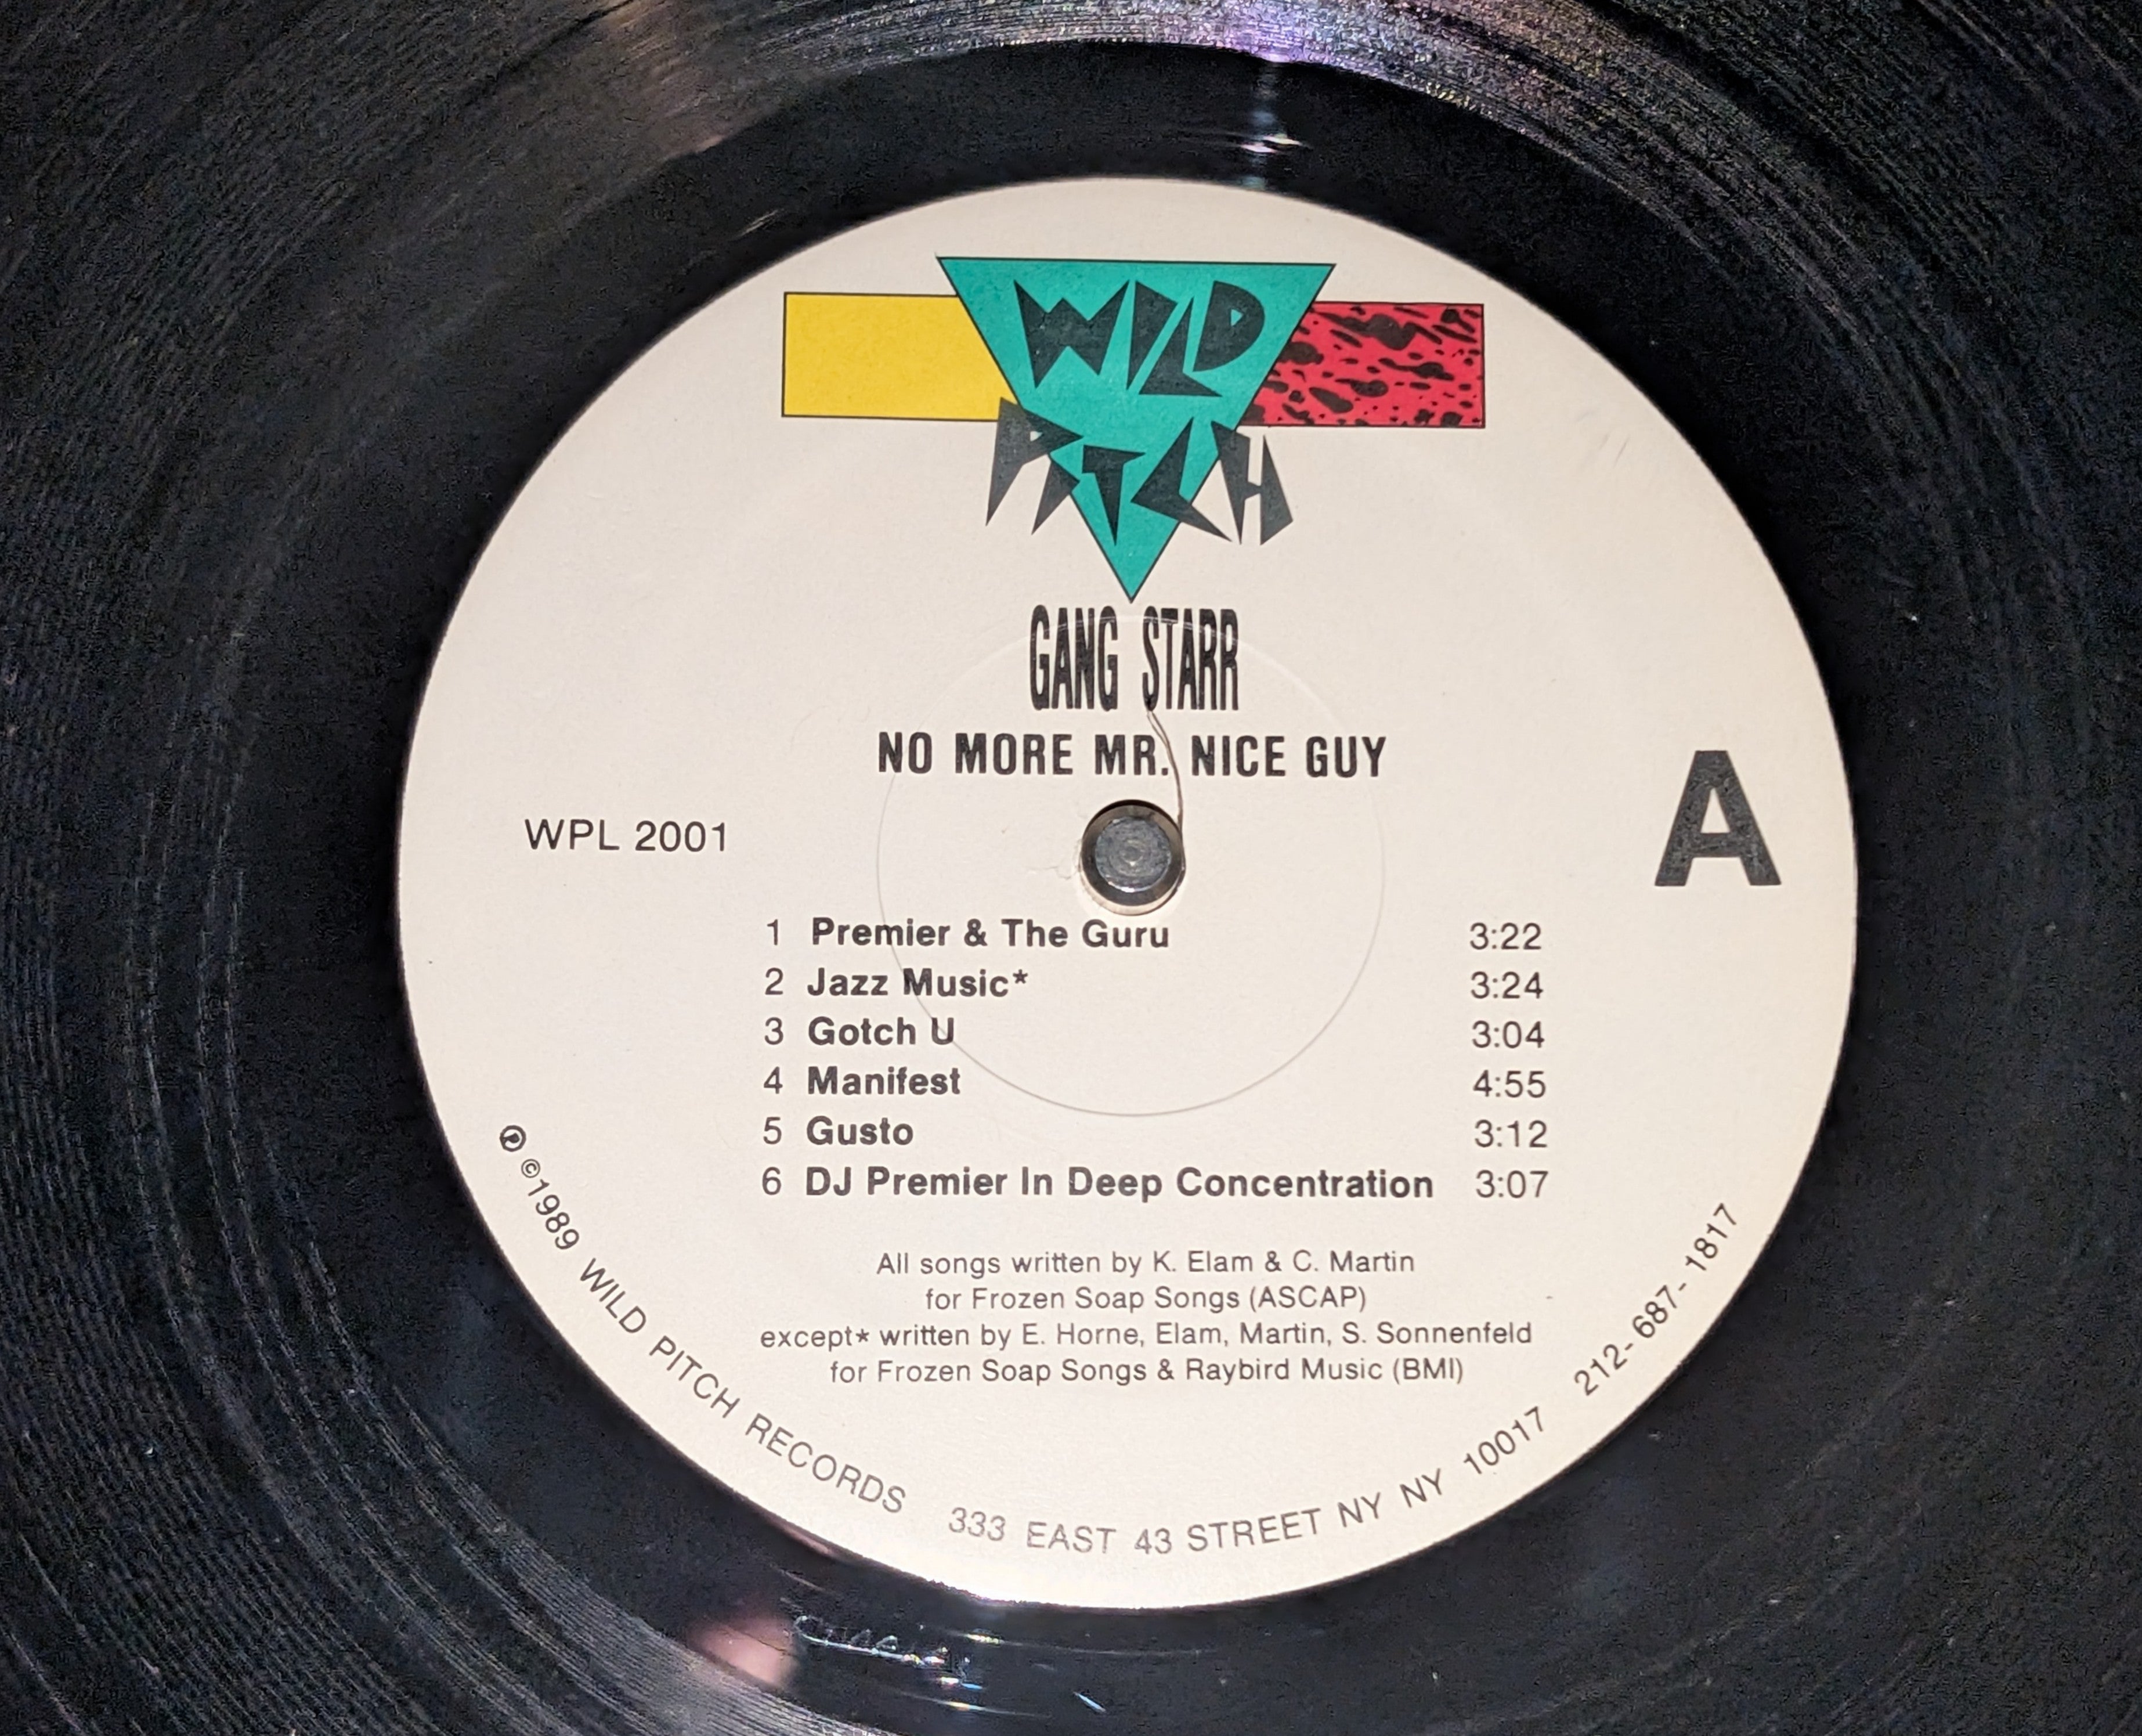 WILD
PITCH
GANG STARR
NO MORE MR. NICE GUY
WPL 2001
A
1 Premier & The Guru 3:22
2 Jazz Music* 3:24
3 Gotch U 3:04
4 Manifest 4:55
5 Gusto 3:12
6 DJ Premier In Deep Concentration 3:07
All songs written by K. Elam & C. Martin
for Frozen Soap Songs (ASCAP)
except* written by E. Horne, Elam, Martin, S. Sonnenfeld
for Frozen Soap Songs & Raybird Music (BMI)
℗ ©1989 WILD PITCH RECORDS 333 EAST 43 STREET NY NY 10017 212-687-1817